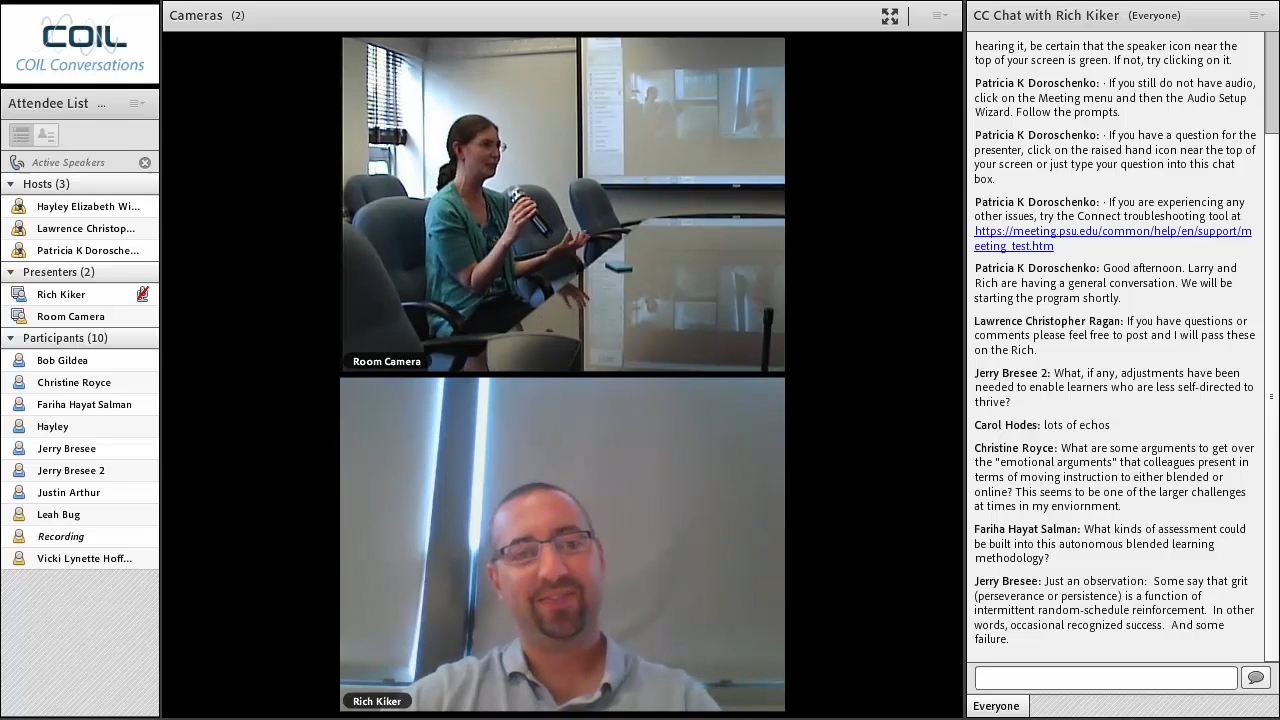 COIL
COIL Conversations
Attendee List ...
Active Speakers
Hosts (3)
Hayley Elizabeth Wi...
Lawrence Christop...
Patricia K Dorosche...
Presenters (2)
Rich Kiker
Room Camera
Participants (10)
Bob Gildea
Christine Royce
Fariha Hayat Salman
Hayley
Jerry Bresee
Jerry Bresee 2
Justin Arthur
Leah Bug
Recording
Vicki Lynette Hoff...
Cameras (2)
Room Camera
Rich Kiker
CC Chat with Rich Kiker (Everyone)
top of your screen is green. If not, try clicking on it.
Patricia K Doroschenko: · If you still do not have audio,
click on the Meeting menu and then the Audio Setup
Wizard and follow the prompts.
Patricia K Doroschenko: · If you have a question for the
presenter, click on the raised hand icon near the top of
your screen or just type your question into this chat
box.
Patricia K Doroschenko: · If you are experiencing any
other issues, you can use the troubleshooting tool at
https://meeting.psu.edu/common/help/en/support/m
eeting_test.htm
Patricia K Doroschenko: Good afternoon. Larry and
Rich are having a general conversation. We will be
starting the program shortly.
Lawrence Christopher Ragan: If you have questions or
comments please feel free to post and I will pass these
on the Rich.
Jerry Bresee 2: What, if any, adjustments have been
needed to enable learners who are less self-directed to
thrive?
Carol Hodes: lots of echos
Christine Royce: What are some arguments to get over
the "emotional arguments" that colleagues present in
terms of moving instruction to either blended or
online? This seems to be one of the larger challenges
at times in my enviornment.
Fariha Hayat Salman: What kinds of assessment could
be built into this autonomous blended learning
methodology?
Jerry Bresee: Just an observation: Some say that grit
(perseverance or persistence) is a function of
intermittent random-schedule reinforcement. In other
words, occasional recognized success. And some
failure.
Everyone